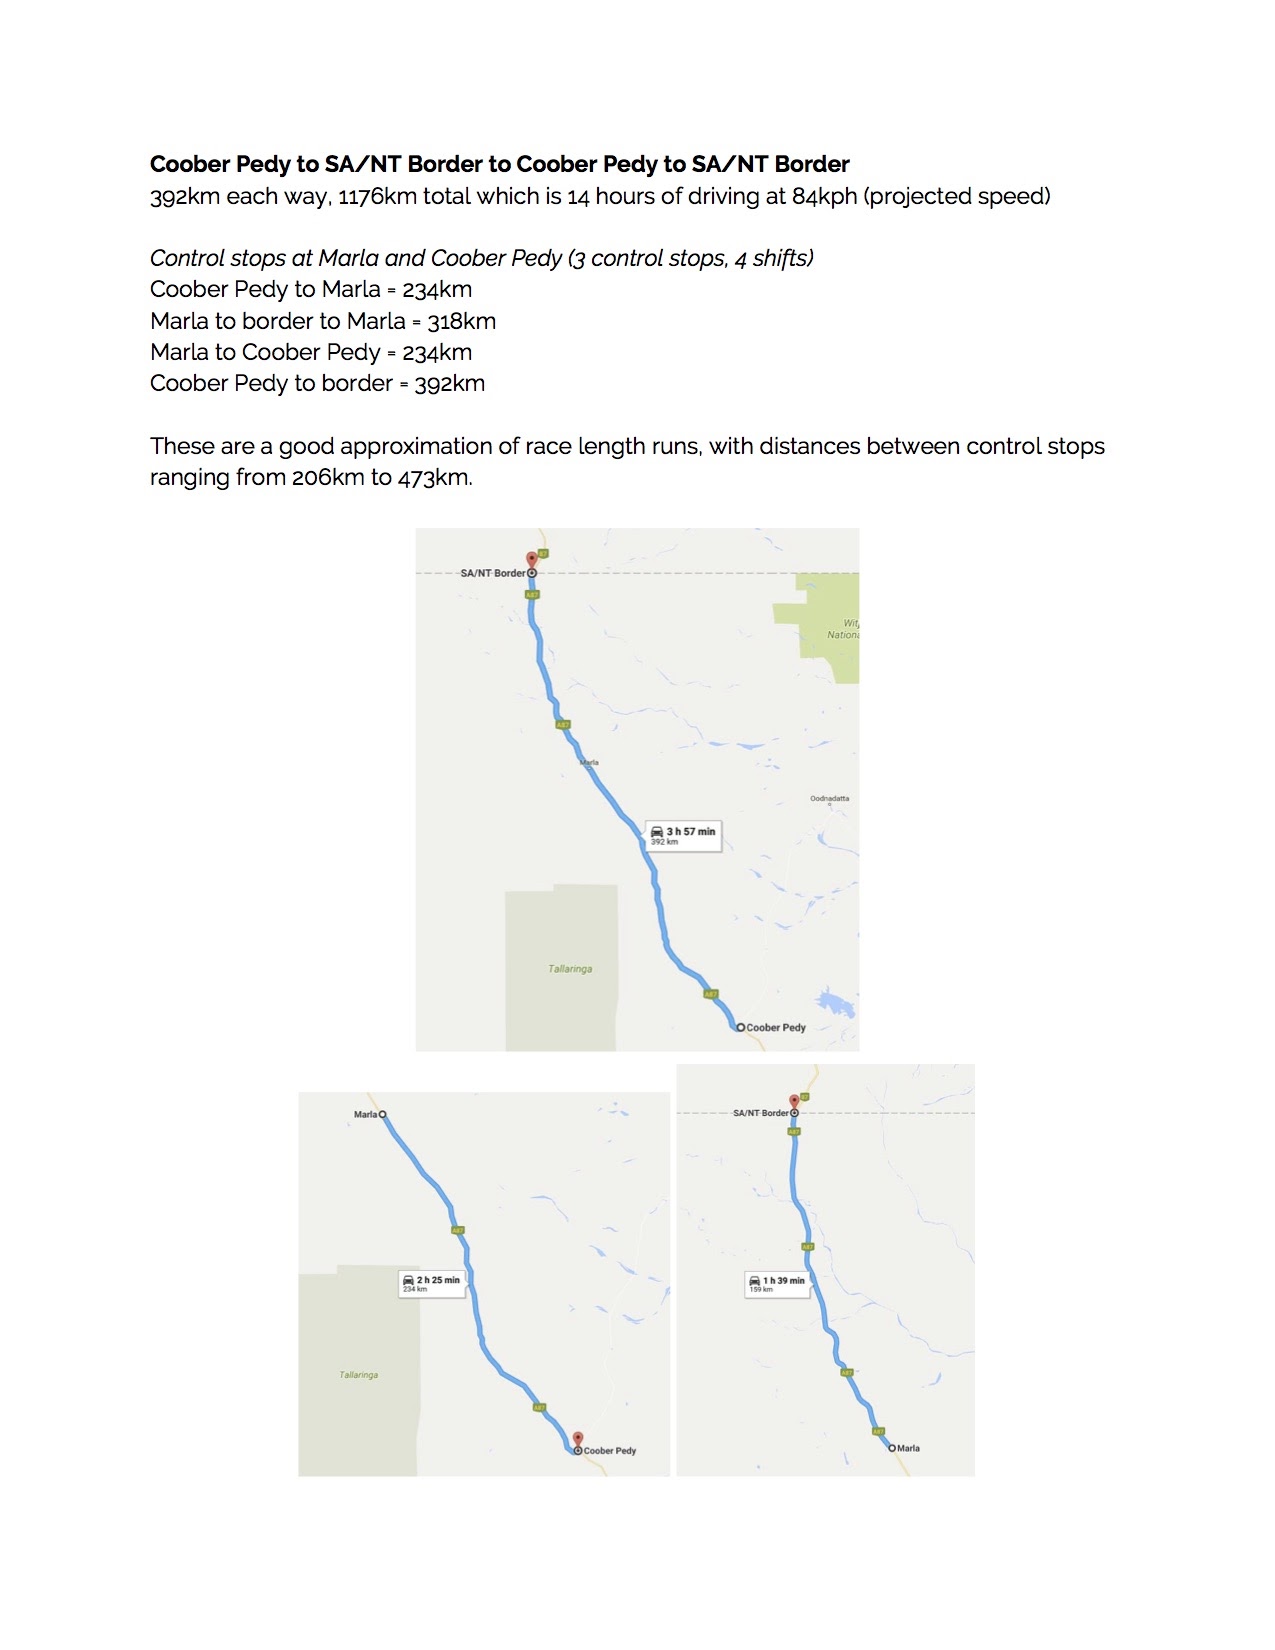 Coober Pedy to SA/NT Border to Coober Pedy to SA/NT Border
392km each way, 1176km total which is 14 hours of driving at 84kph (projected speed)
Control stops at Marla and Coober Pedy (3 control stops, 4 shifts)
Coober Pedy to Marla = 234km
Marla to border to Marla = 318km
Marla to Coober Pedy = 234km
Coober Pedy to border = 392km
These are a good approximation of race length runs, with distances between control stops
ranging from 206km to 473km.
87
SA/NT Border
A87
Witj
Nationa
A87
Marla
Oodnadatta
3 h 57 min
392 km
Tallaringa
A87
Coober Pedy
Marla
A87
2 h 25 min
234 km
Tallaringa
A87
Coober Pedy
87
SA/NT Border
A87
A87
1 h 39 min
159 km
A87
A87
Marla